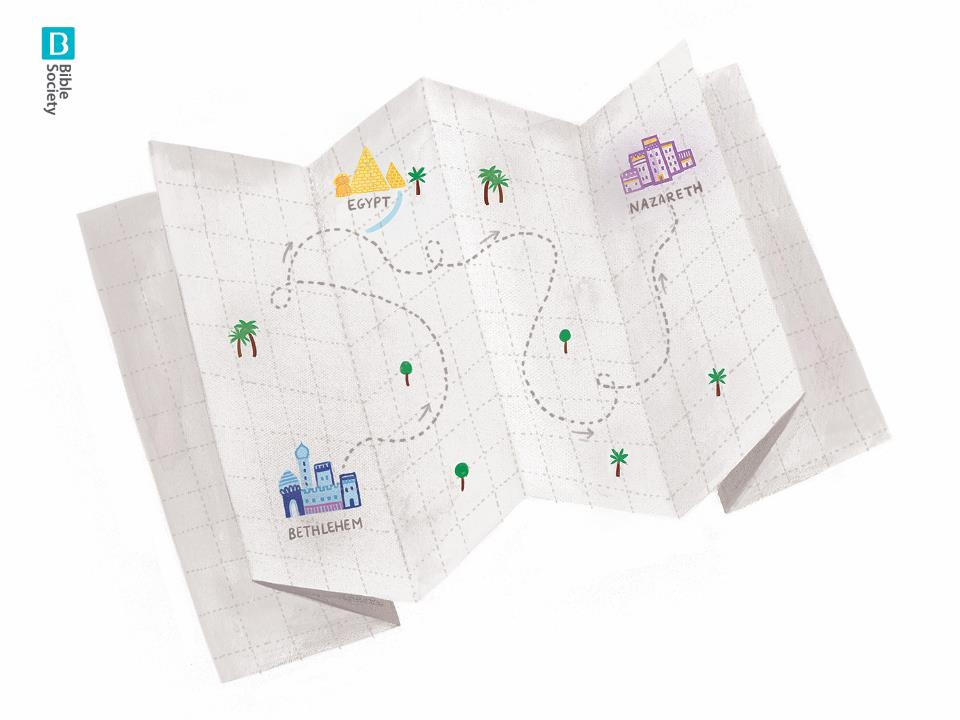 B
Bible
Society
EGYPT
NAZARETH
BETHLEHEM